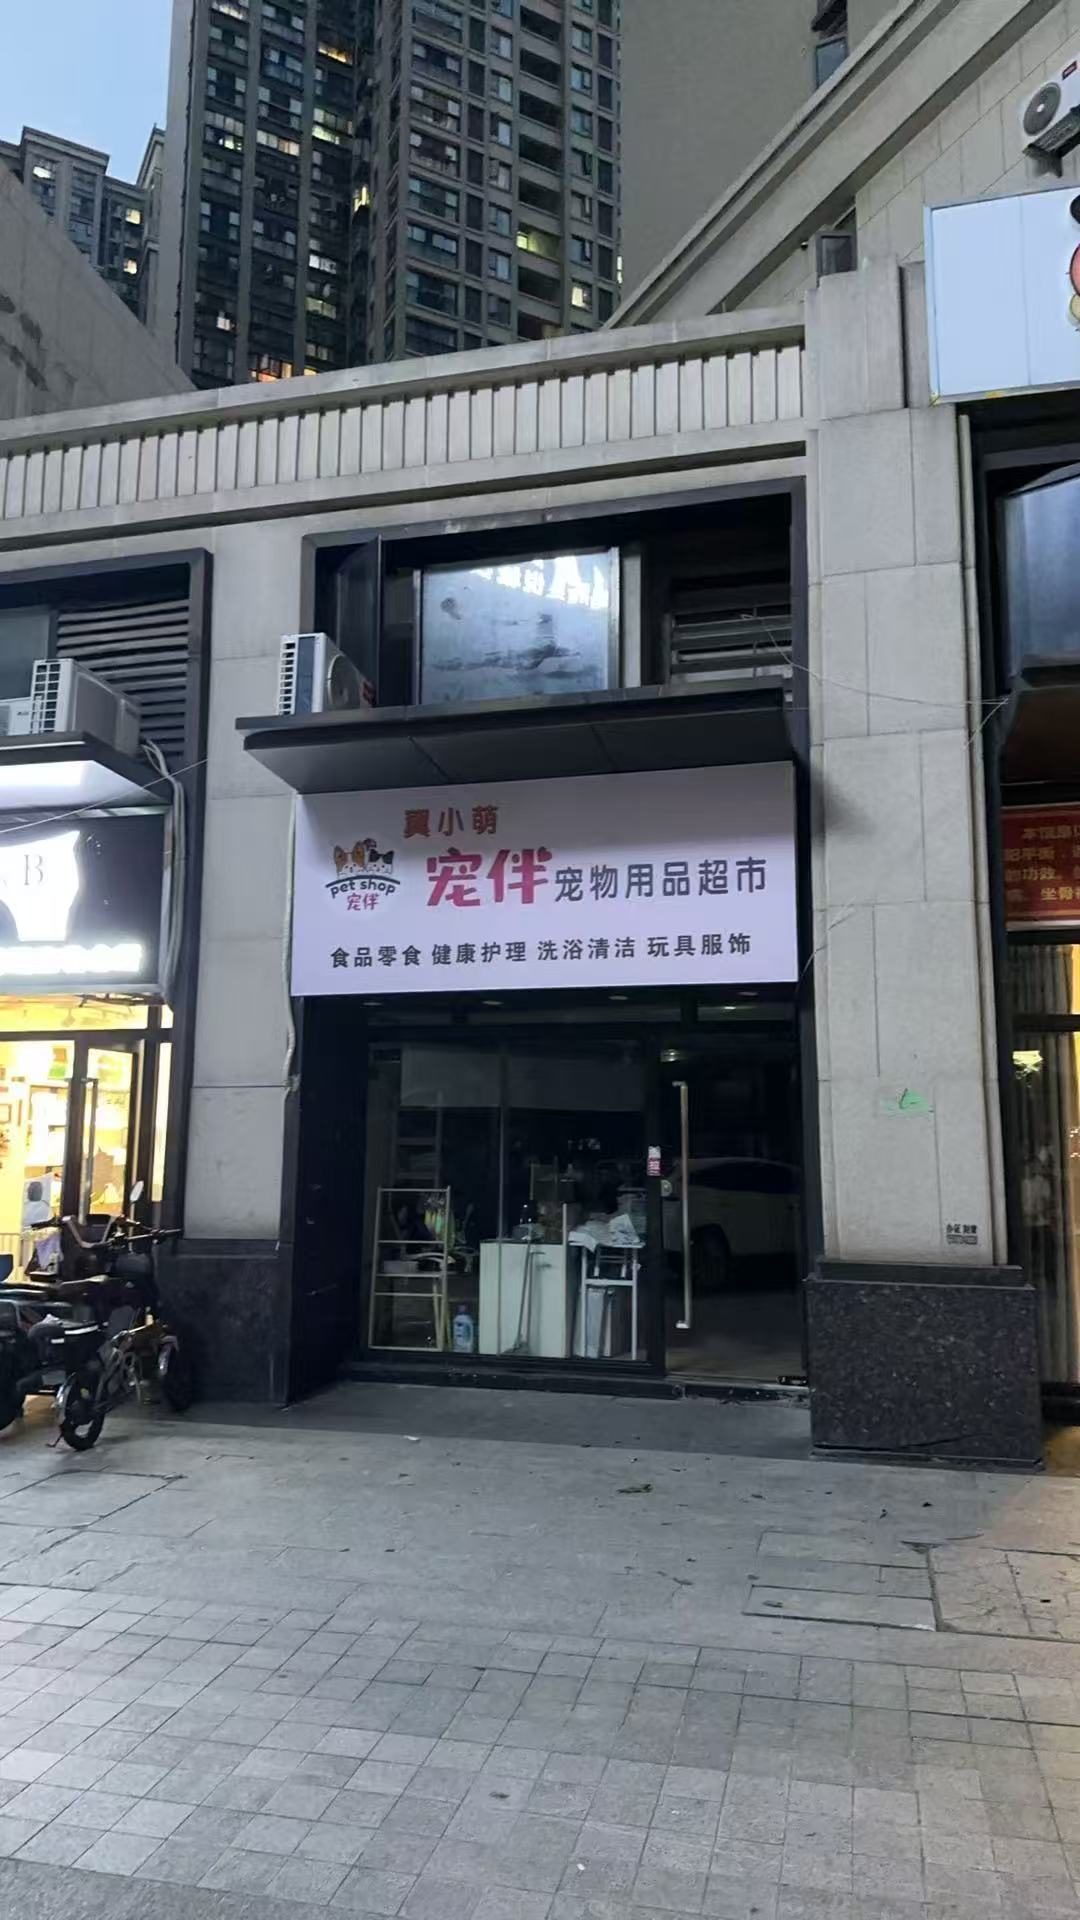 翼小萌
pet shop
宠伴
宠伴 宠物用品超市
食品零食 健康护理 洗浴清洁 玩具服饰
B